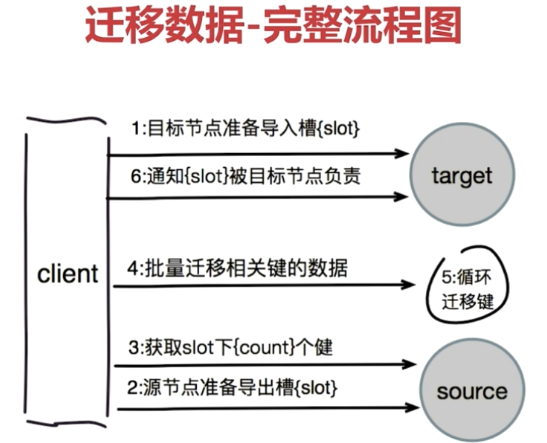 迁移数据-完整流程图
1:目标节点准备导入槽{slot}
6:通知{slot}被目标节点负责
target
client
4:批量迁移相关键的数据
5:循环
迁移键
3:获取slot下{count}个健
2:源节点准备导出槽{slot}
source